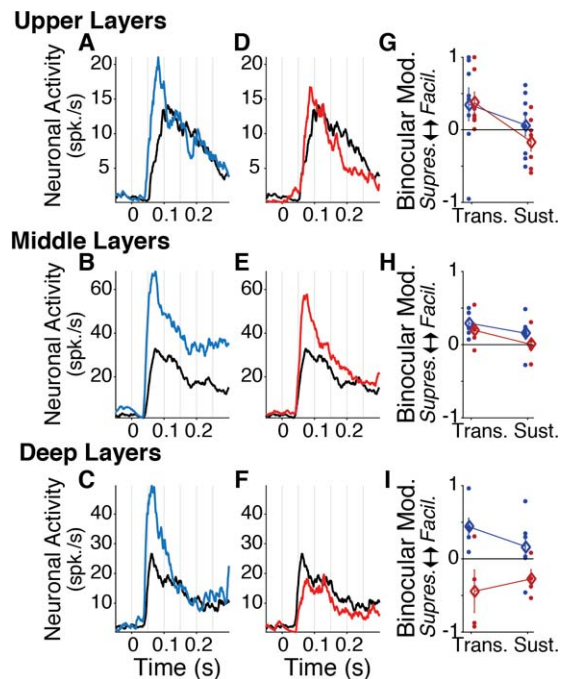 Upper Layers
A
D
G
Neuronal Activity
(spk./s)
20
15
10
5
0 0.1 0.2
20
15
10
5
0 0.1 0.2
Binocular Mod.
Supres. ↔ Facil.
1
0
-1
Trans. Sust.
Middle Layers
B
E
H
Neuronal Activity
(spk./s)
60
40
20
0 0.1 0.2
60
40
20
0 0.1 0.2
Binocular Mod.
Supres. ↔ Facil.
1
0
-1
Trans. Sust.
Deep Layers
C
F
I
Neuronal Activity
(spk./s)
40
30
20
10
0 0.1 0.2
Time (s)
40
30
20
10
0 0.1 0.2
Time (s)
Binocular Mod.
Supres. ↔ Facil.
1
0
-1
Trans. Sust.